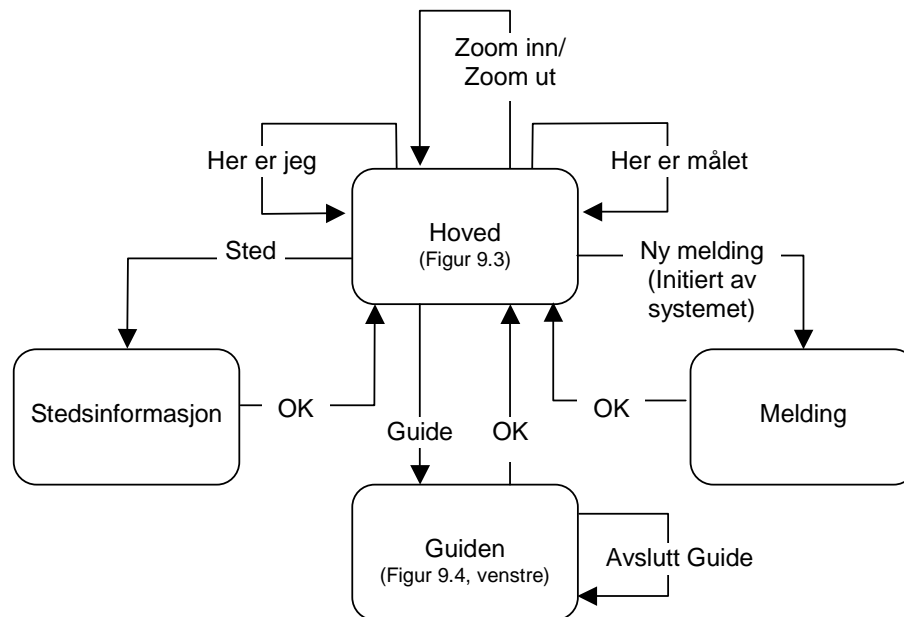 Zoom inn/
Zoom ut
Her er jeg
Her er målet
Hoved
(Figur 9.3)
Sted
Ny melding
(Initiert av
systemet)
Stedsinformasjon
OK
Guide
OK
OK
Melding
Guiden
(Figur 9.4, venstre)
Avslutt Guide